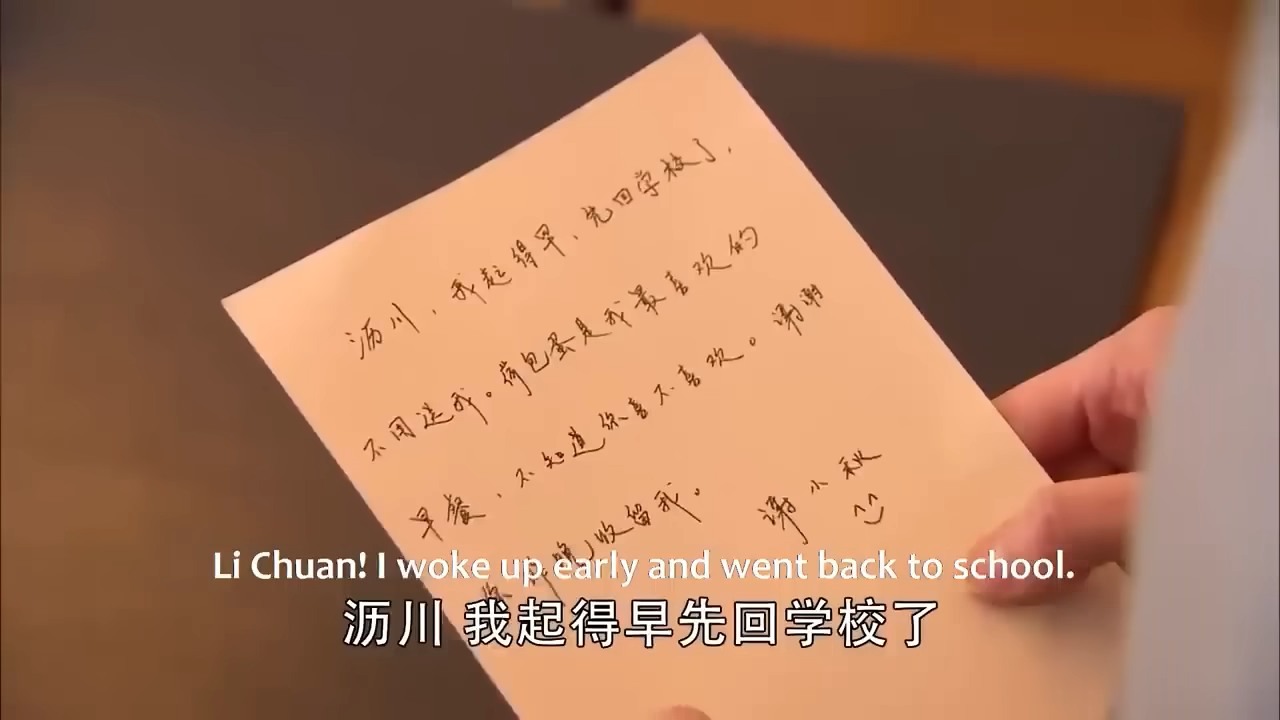 沥川，我起得早，先回学校了，
不用送我。荷包蛋是我最喜欢的
早餐，不知道你喜不喜欢。谢谢
你昨晚收留我。
谢小秋
Li Chuan! I woke up early and went back to school.
沥川 我起得早先回学校了